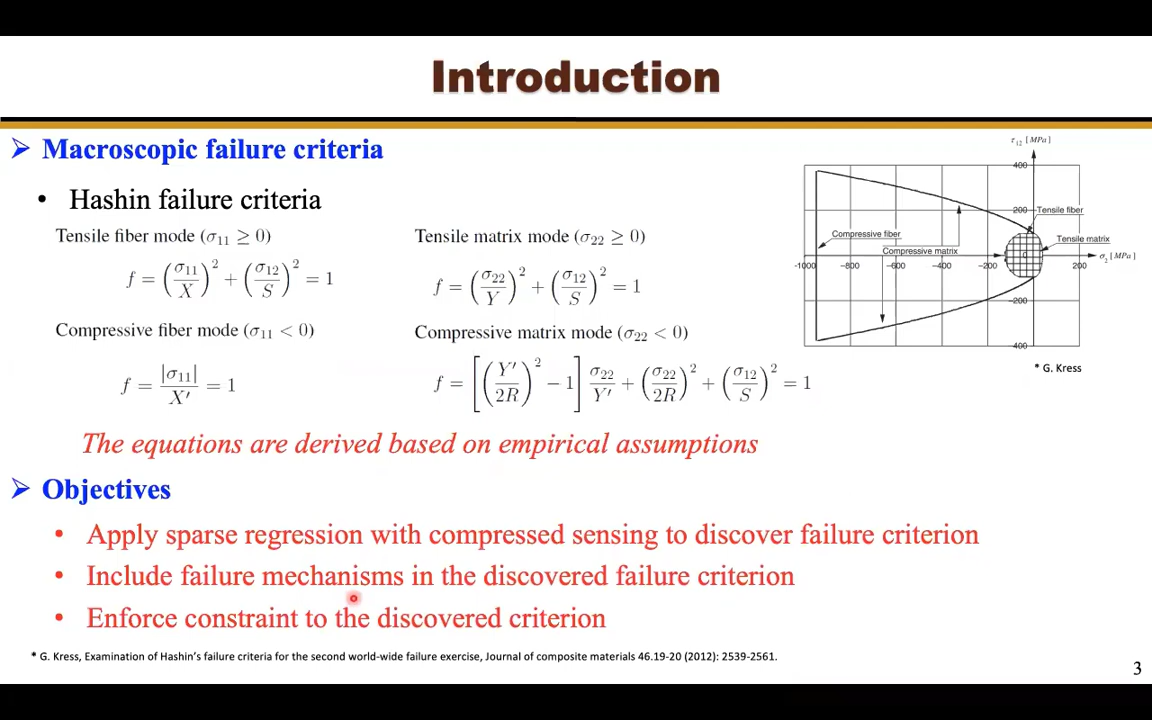 Introduction
➢ Macroscopic failure criteria
• Hashin failure criteria
Tensile fiber mode (σ₁₁ ≥ 0)
f = (σ₁₁/X)² + (σ₁₂/S)² = 1
Tensile matrix mode (σ₂₂ ≥ 0)
f = (σ₂₂/Y)² + (σ₁₂/S)² = 1
Compressive fiber mode (σ₁₁ < 0)
f = |σ₁₁|/X′ = 1
Compressive matrix mode (σ₂₂ < 0)
f = [(Y′/2R)² − 1] σ₂₂/Y′ + (σ₂₂/2R)² + (σ₁₂/S)² = 1
τ₁₂ [MPa]
400
200
Tensile fiber
Compressive fiber
Tensile matrix
Compressive matrix
0
σ₂ [MPa]
-1000 -800 -600 -400 -200 200
-200
400
* G. Kress
The equations are derived based on empirical assumptions
➢ Objectives
• Apply sparse regression with compressed sensing to discover failure criterion
• Include failure mechanisms in the discovered failure criterion
• Enforce constraint to the discovered criterion
* G. Kress, Examination of Hashin's failure criteria for the second world-wide failure exercise, Journal of composite materials 46.19-20 (2012): 2539-2561.
3